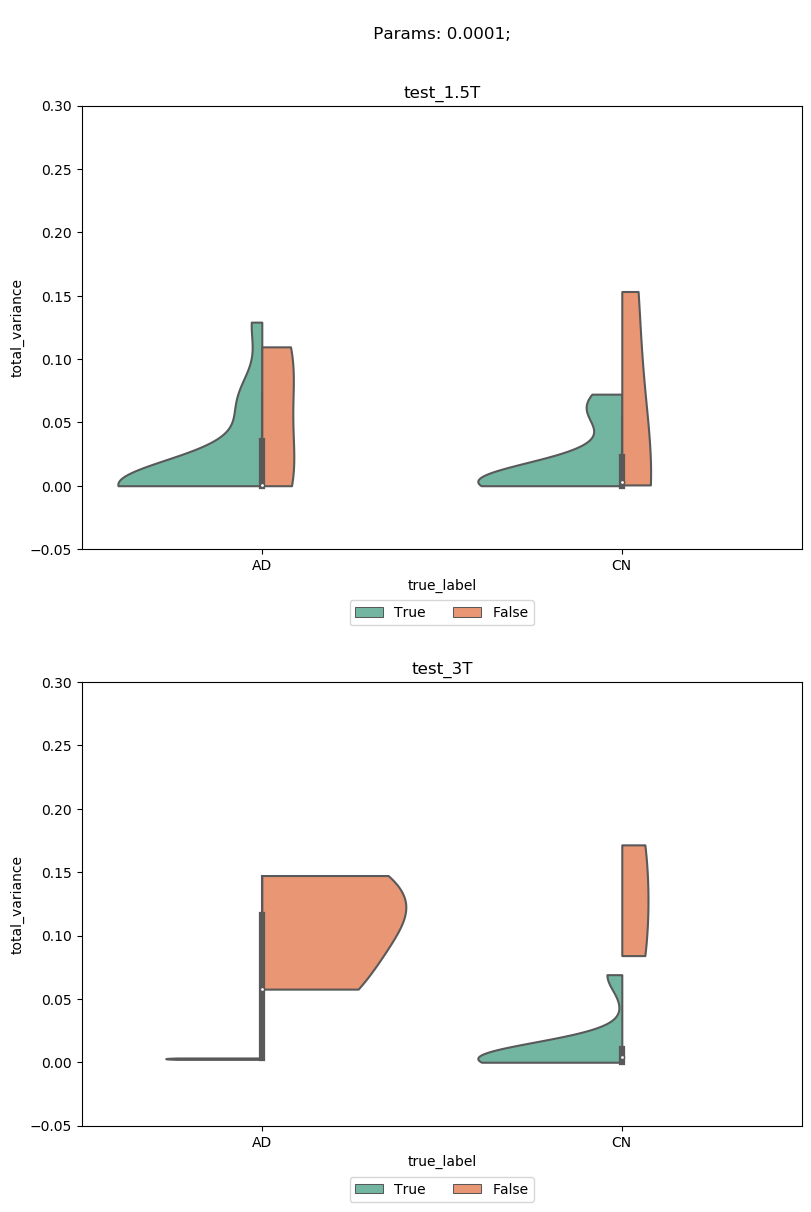 Params: 0.0001;
test_1.5T
0.30
0.25
0.20
0.15
0.10
0.05
0.00
−0.05
total_variance
AD CN
true_label
True False
test_3T
0.30
0.25
0.20
0.15
0.10
0.05
0.00
−0.05
total_variance
AD CN
true_label
True False